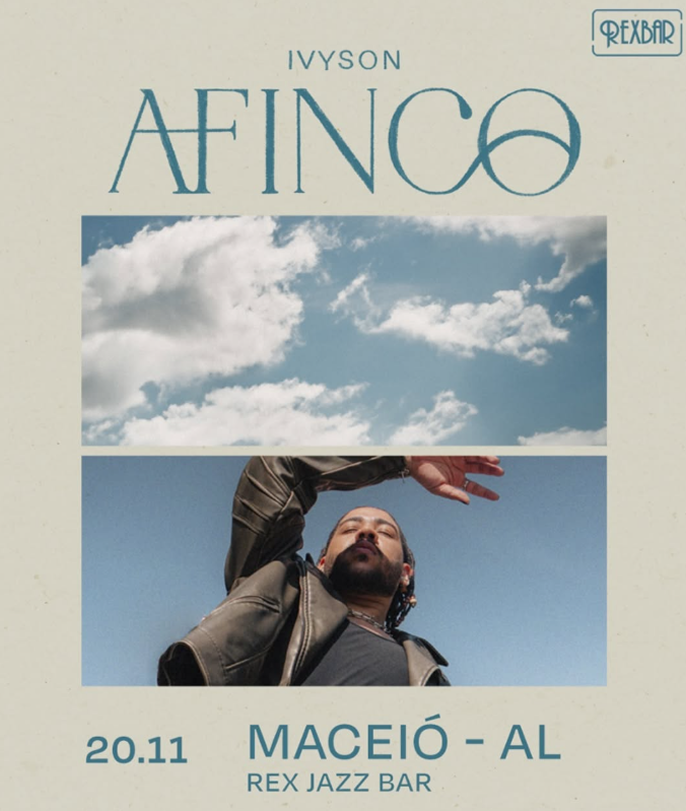 REXBAR
IVYSON
AFINCO
20.11
MACEIÓ - AL
REX JAZZ BAR